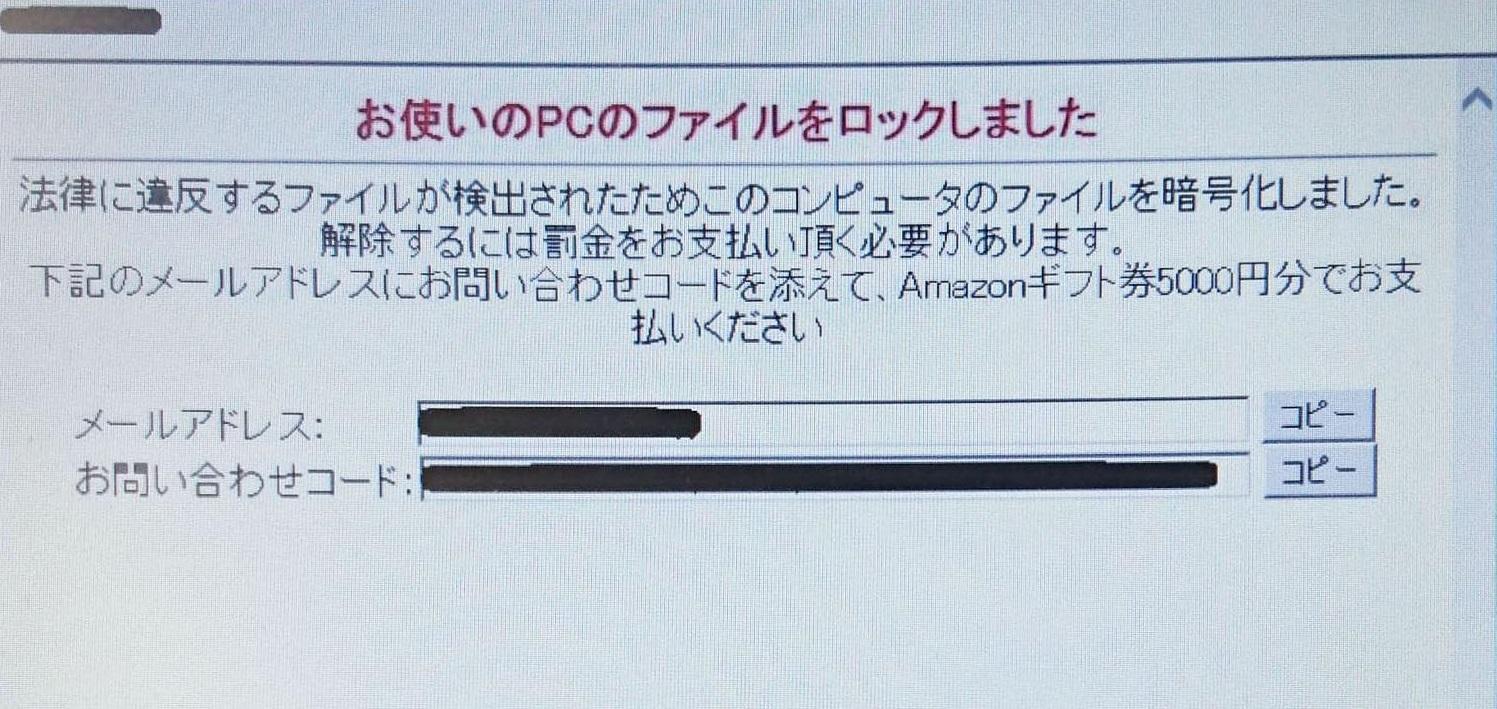 お使いのPCのファイルをロックしました
法律に違反するファイルが検出されたためこのコンピュータのファイルを暗号化しました。
解除するには罰金をお支払い頂く必要があります。
下記のメールアドレスにお問い合わせコードを添えて、Amazonギフト券5000円分でお支
払いください
メールアドレス: コピー
お問い合わせコード: コピー